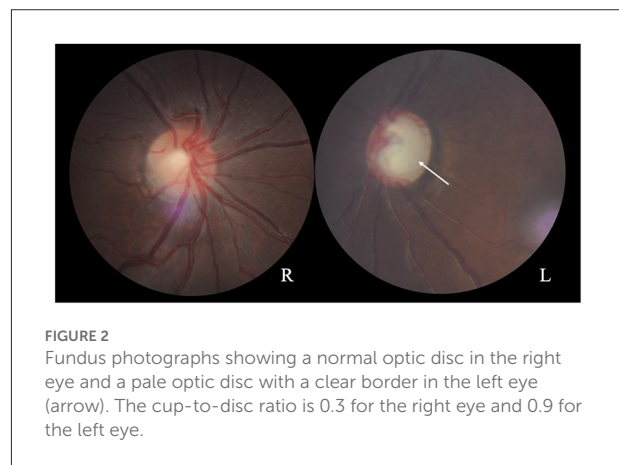 R
L
FIGURE 2
Fundus photographs showing a normal optic disc in the right
eye and a pale optic disc with a clear border in the left eye
(arrow). The cup-to-disc ratio is 0.3 for the right eye and 0.9 for
the left eye.